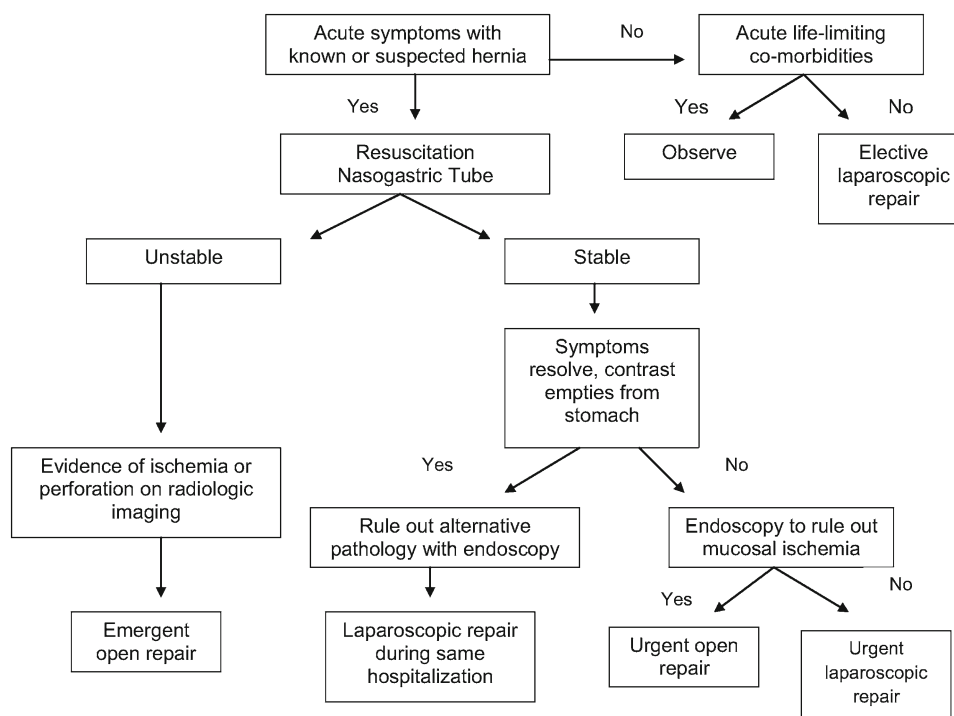 Acute symptoms with
known or suspected hernia
No
Acute life-limiting
co-morbidities
Yes
Yes
No
Resuscitation
Nasogastric Tube
Observe
Elective
laparoscopic
repair
Unstable
Stable
Symptoms
resolve, contrast
empties from
stomach
Evidence of ischemia or
perforation on radiologic
imaging
Yes
No
Rule out alternative
pathology with endoscopy
Endoscopy to rule out
mucosal ischemia
Yes
No
Emergent
open repair
Laparoscopic repair
during same
hospitalization
Urgent open
repair
Urgent
laparoscopic
repair